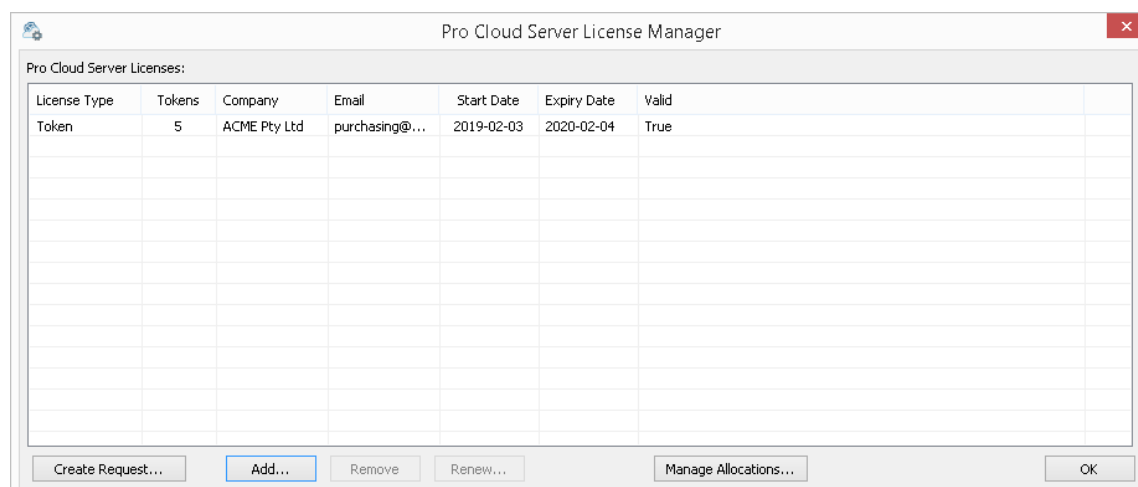 Pro Cloud Server License Manager
Pro Cloud Server Licenses:
License Type Tokens Company Email Start Date Expiry Date Valid
Token 5 ACME Pty Ltd purchasing@... 2019-02-03 2020-02-04 True
Create Request... Add... Remove Renew... Manage Allocations... OK